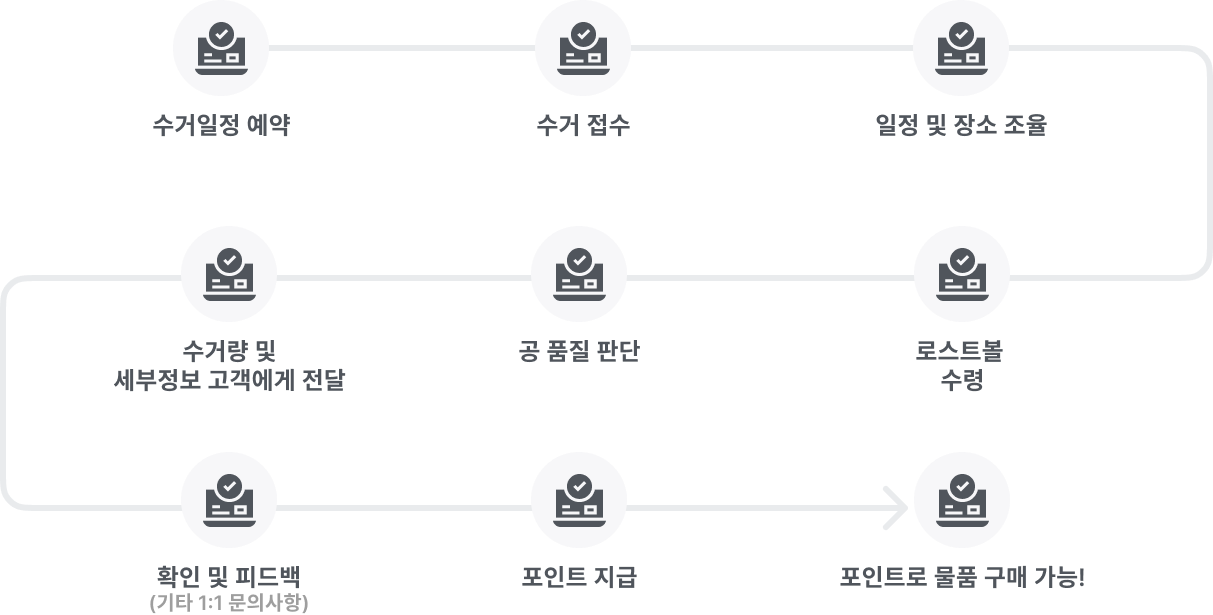 수거일정 예약
수거 접수
일정 및 장소 조율
로스트볼
수령
공 품질 판단
수거량 및
세부정보 고객에게 전달
확인 및 피드백
(기타 1:1 문의사항)
포인트 지급
포인트로 물품 구매 가능!